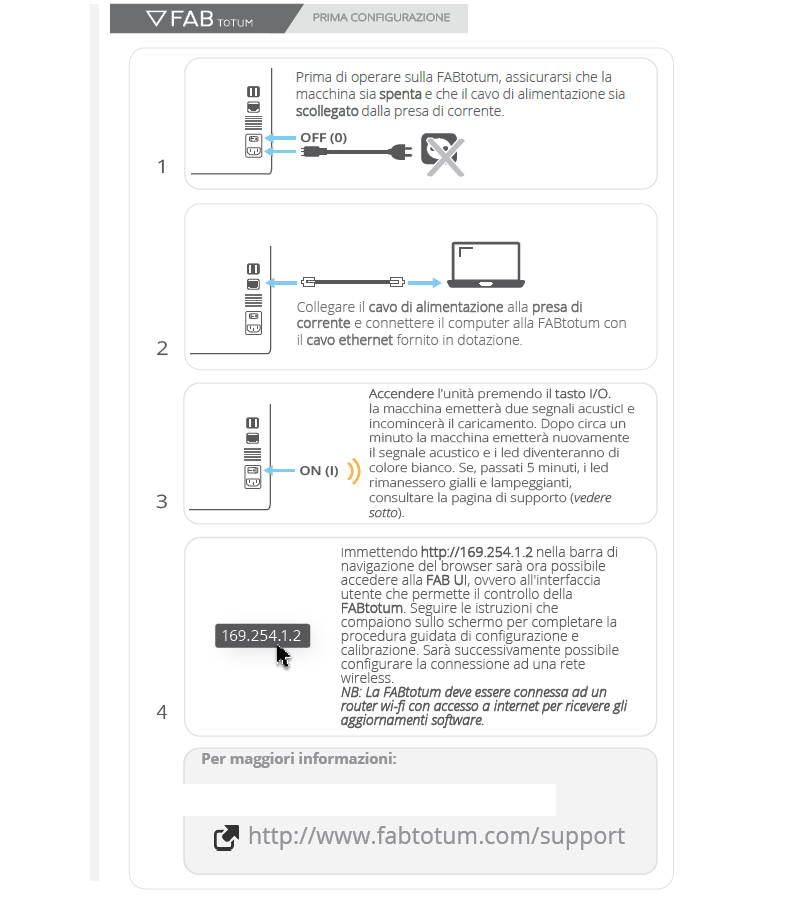 FAB TOTUM
PRIMA CONFIGURAZIONE
Prima di operare sulla FABtotum, assicurarsi che la
macchina sia spenta e che il cavo di alimentazione sia
scollegato dalla presa di corrente.
OFF (0)
1
Collegare il cavo di alimentazione alla presa di
corrente e connettere il computer alla FABtotum con
il cavo ethernet fornito in dotazione.
2
Accendere l'unità premendo il tasto I/O.
la macchina emetterà due segnali acustici e
incomincerà il caricamento. Dopo circa un
minuto la macchina emetterà nuovamente
il segnale acustico e i led diventeranno di
colore bianco. Se, passati 5 minuti, i led
rimanessero gialli e lampeggianti,
consultare la pagina di supporto (vedere
sotto).
ON (I)
3
Immettendo http://169.254.1.2 nella barra di
navigazione del browser sarà ora possibile
accedere alla FAB UI, ovvero all'interfaccia
utente che permette il controllo della
FABtotum. Seguire le istruzioni che
compaiono sullo schermo per completare la
procedura guidata di configurazione e
calibrazione. Sarà successivamente possibile
configurare la connessione ad una rete
wireless.
NB: La FABtotum deve essere connessa ad un
router wi-fi con accesso a internet per ricevere gli
aggiornamenti software.
169.254.1.2
4
Per maggiori informazioni:
http://www.fabtotum.com/support